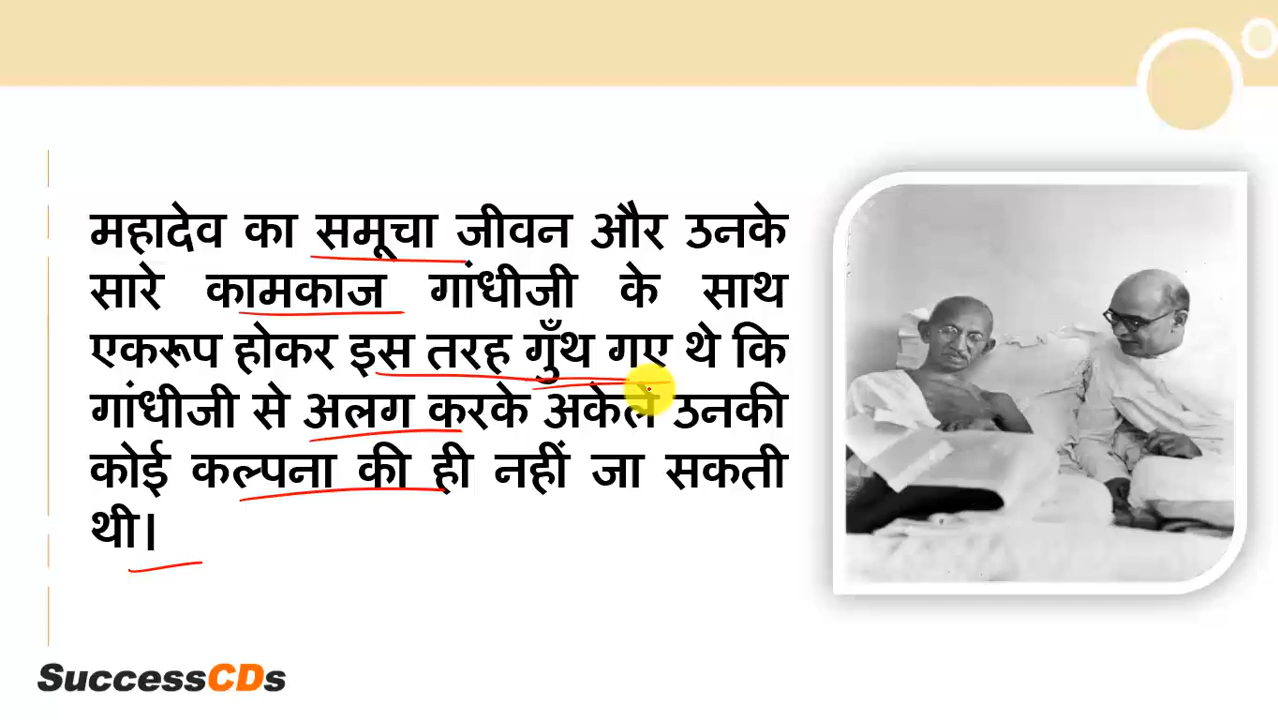 महादेव का समूचा जीवन और उनके
सारे कामकाज गांधीजी के साथ
एकरूप होकर इस तरह गुँथ गए थे कि
गांधीजी से अलग करके अकेले उनकी
कोई कल्पना की ही नहीं जा सकती
थी।
SuccessCDs